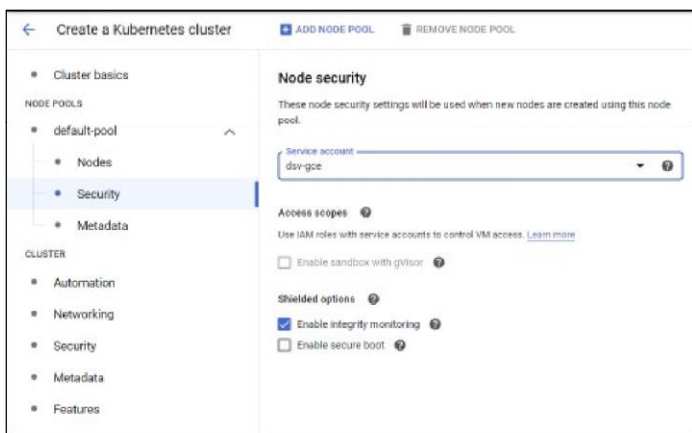 Create a Kubernetes cluster
ADD NODE POOL
REMOVE NODE POOL
Cluster basics
NODE POOLS
default-pool
Nodes
Security
Metadata
CLUSTER
Automation
Networking
Security
Metadata
Features
Node security
These node security settings will be used when new nodes are created using this node
pool.
Service account
dsv-gce
Access scopes
Use IAM roles with service accounts to control VM access. Learn more
Enable sandbox with gVisor
Shielded options
Enable integrity monitoring
Enable secure boot